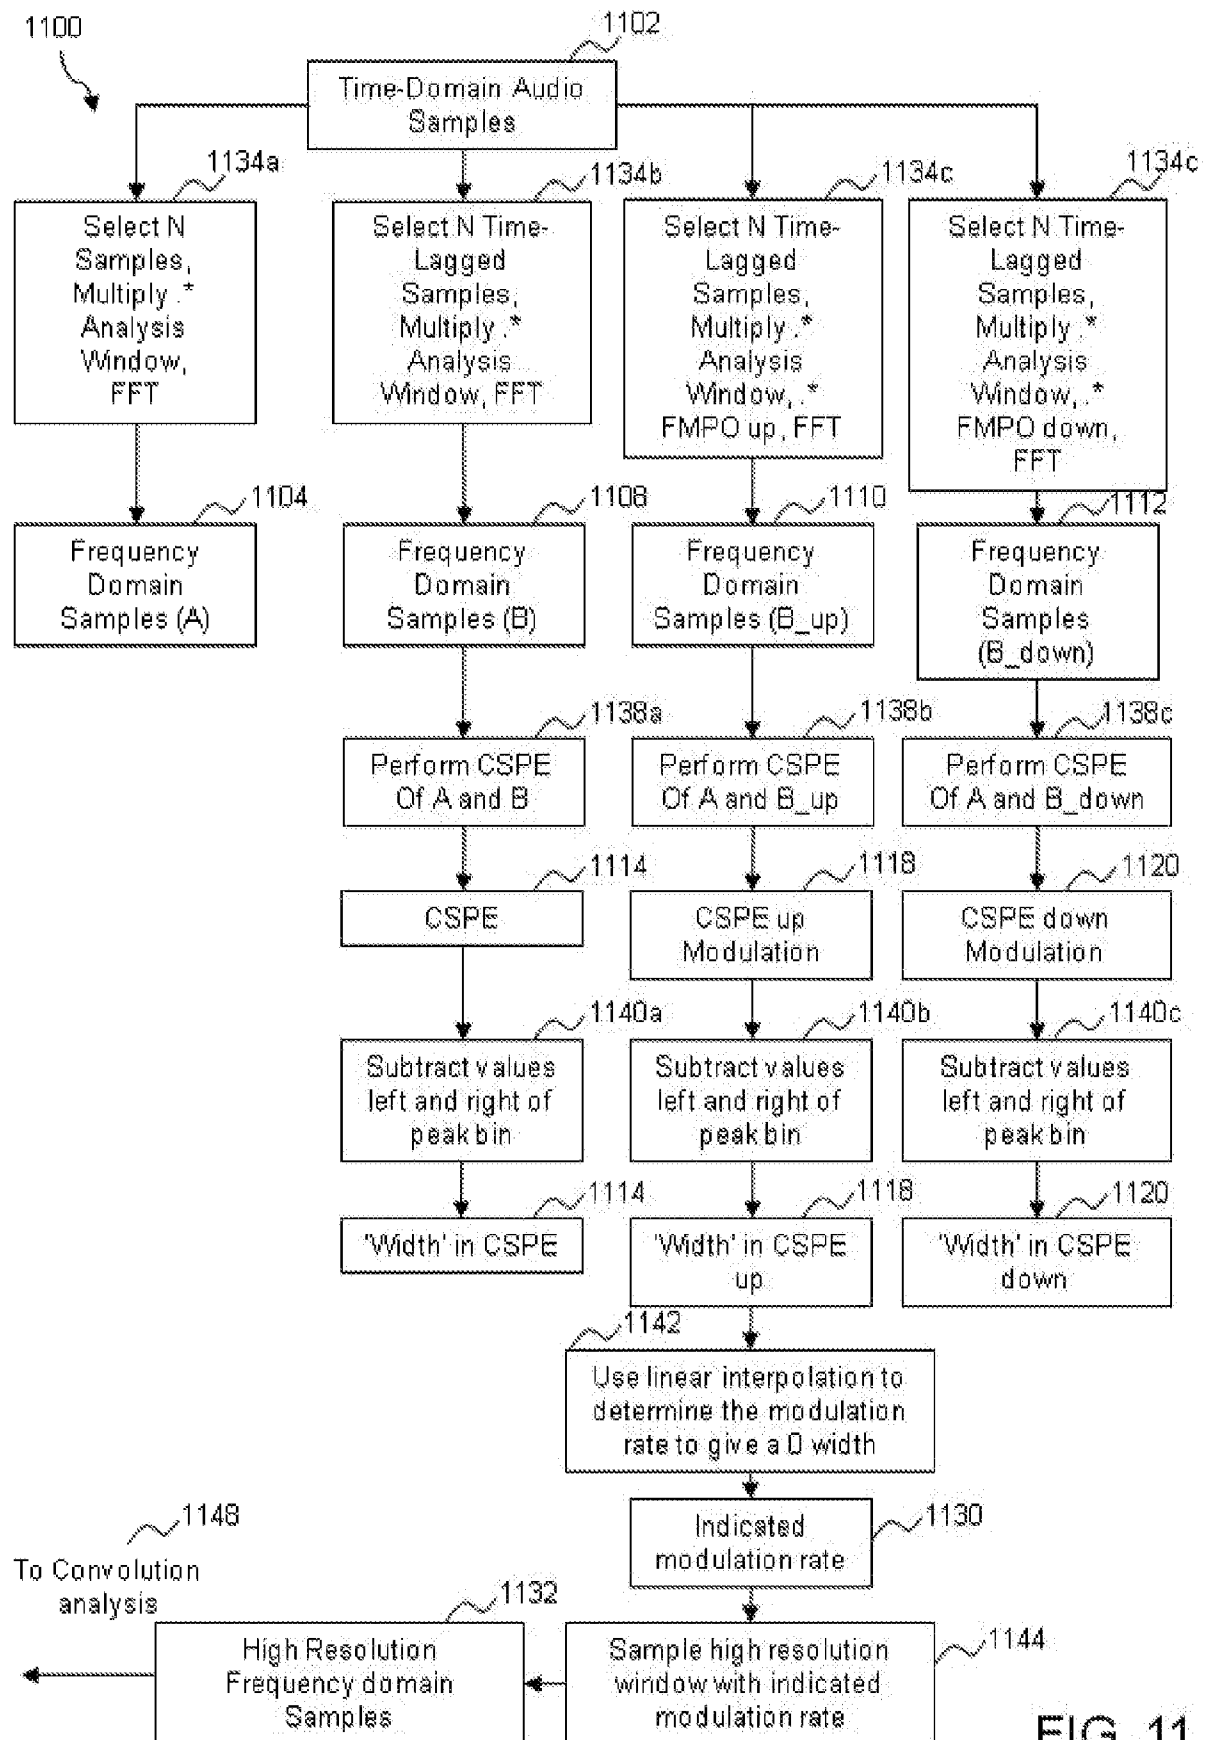 1100
1102
Time-Domain Audio
Samples
1134a
1134b
1134c
1134c
Select N
Samples,
Multiply .*
Analysis
Window,
FFT
Select N Time-
Lagged
Samples,
Multiply .*
Analysis
Window, FFT
Select N Time-
Lagged
Samples,
Multiply .*
Analysis
Window, .*
FMPO up, FFT
Select N Time-
Lagged
Samples,
Multiply .*
Analysis
Window, .*
FMPO down,
FFT
1104
1108
1110
1112
Frequency
Domain
Samples (A)
Frequency
Domain
Samples (B)
Frequency
Domain
Samples (B_up)
Frequency
Domain
Samples
(B_down)
1138a
1138b
1138c
Perform CSPE
Of A and B
Perform CSPE
Of A and B_up
Perform CSPE
Of A and B_down
1114
1118
1120
CSPE
CSPE up
Modulation
CSPE down
Modulation
1140a
1140b
1140c
Subtract values
left and right of
peak bin
Subtract values
left and right of
peak bin
Subtract values
left and right of
peak bin
1114
1118
1120
'Width' in CSPE
'Width' in CSPE
up
'Width' in CSPE
down
1142
Use linear interpolation to
determine the modulation
rate to give a 0 width
1130
Indicated
modulation rate
1148
To Convolution
analysis
1132
High Resolution
Frequency domain
Samples
1144
Sample high resolution
window with indicated
modulation rate
FIG. 11